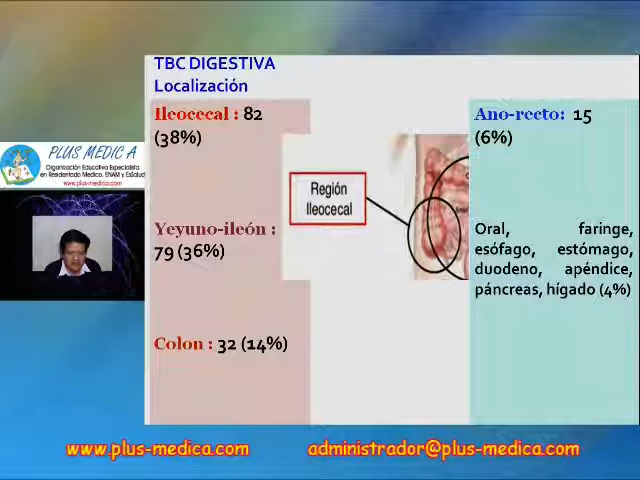 TBC DIGESTIVA
Localización
Ileocecal : 82
(38%)
Yeyuno-ileón :
79 (36%)
Colon : 32 (14%)
Región
Ileocecal
Ano-recto: 15
(6%)
Oral, faringe,
esófago, estómago,
duodeno, apéndice,
páncreas, hígado (4%)
PLUS MEDIC A
Organización Educativa Especialista
en Residentado Medico, ENAM y EsSalud
www.plus-medica.com
www.plus-medica.com
administrador@plus-medica.com